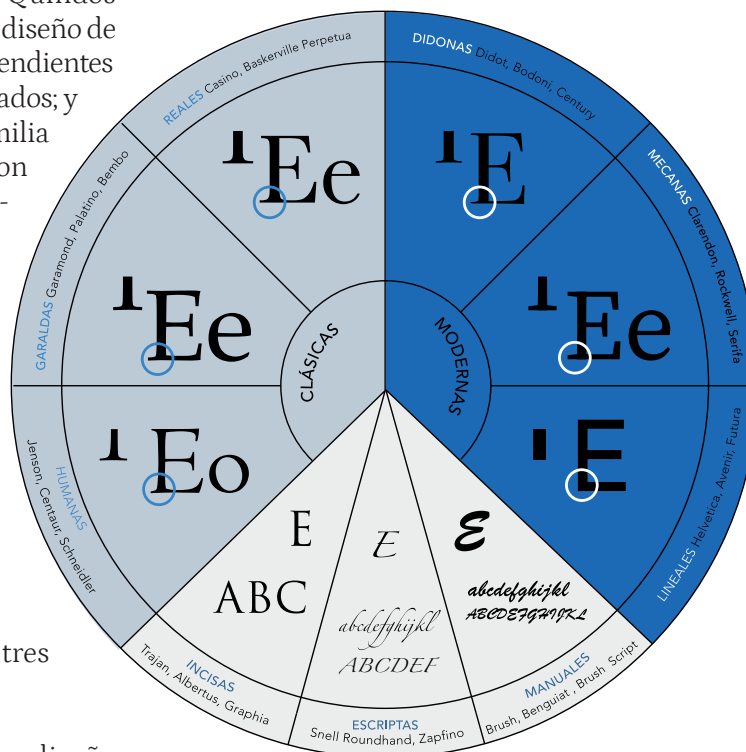 Quindos
diseño de
endientes
ados; y
nilia
on
-
REALES Casino, Baskerville Perpetua
Ee
DIDONAS Didot, Bodoni, Century
E
GARALDAS Garamond, Palatino, Bembo
Ee
MECANAS Clarendon, Rockwell, Serifa
Ee
CLÁSICAS
MODERNAS
HUMANAS
Jenson, Centaur, Schneidler
Eo
LINEALES Helvetica, Avenir, Futura
E
E
ABC
INCISAS
Trajan, Albertus, Graphia
E
abcdefghijkl
ABCDEF
ESCRIPTAS
Snell Roundhand, Zapfino
E
abcdefghijkl
ABCDEFGHIJKL
MANUALES
Brush, Benguiat , Brush Script
tres